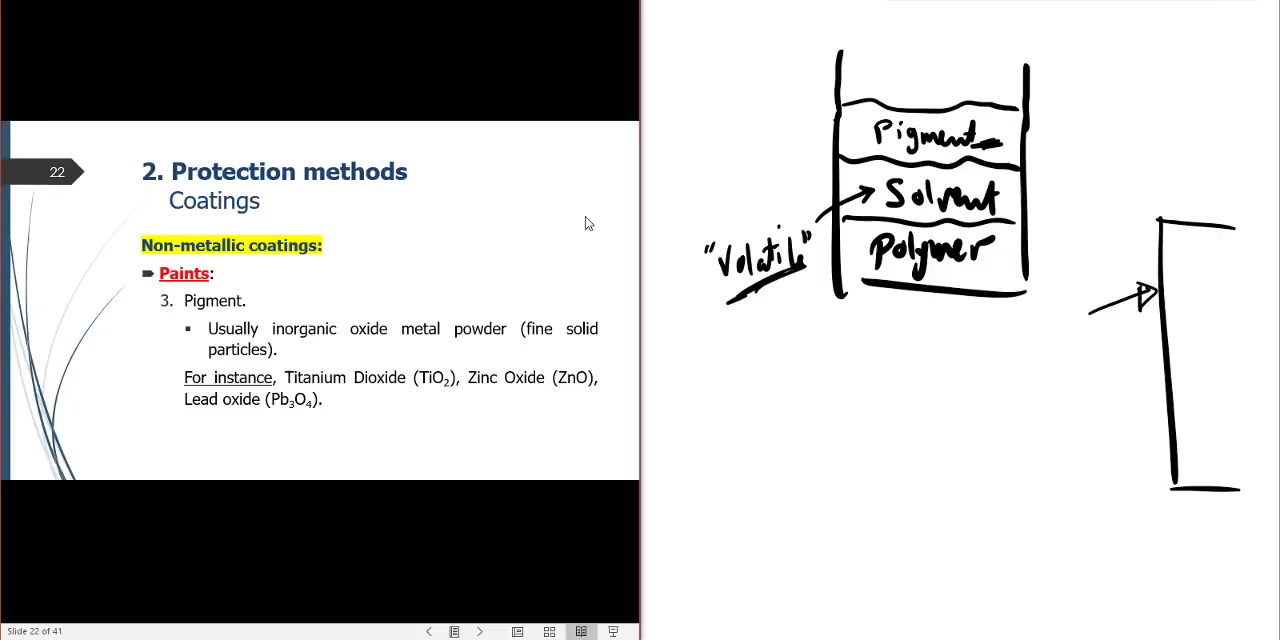 22
2. Protection methods
Coatings
Non-metallic coatings:
Paints:
3. Pigment.
Usually inorganic oxide metal powder (fine solid
particles).
For instance, Titanium Dioxide (TiO₂), Zinc Oxide (ZnO),
Lead oxide (Pb₃O₄).
Slide 22 of 41
Pigment
Solvent
"Volatile"
Polymer